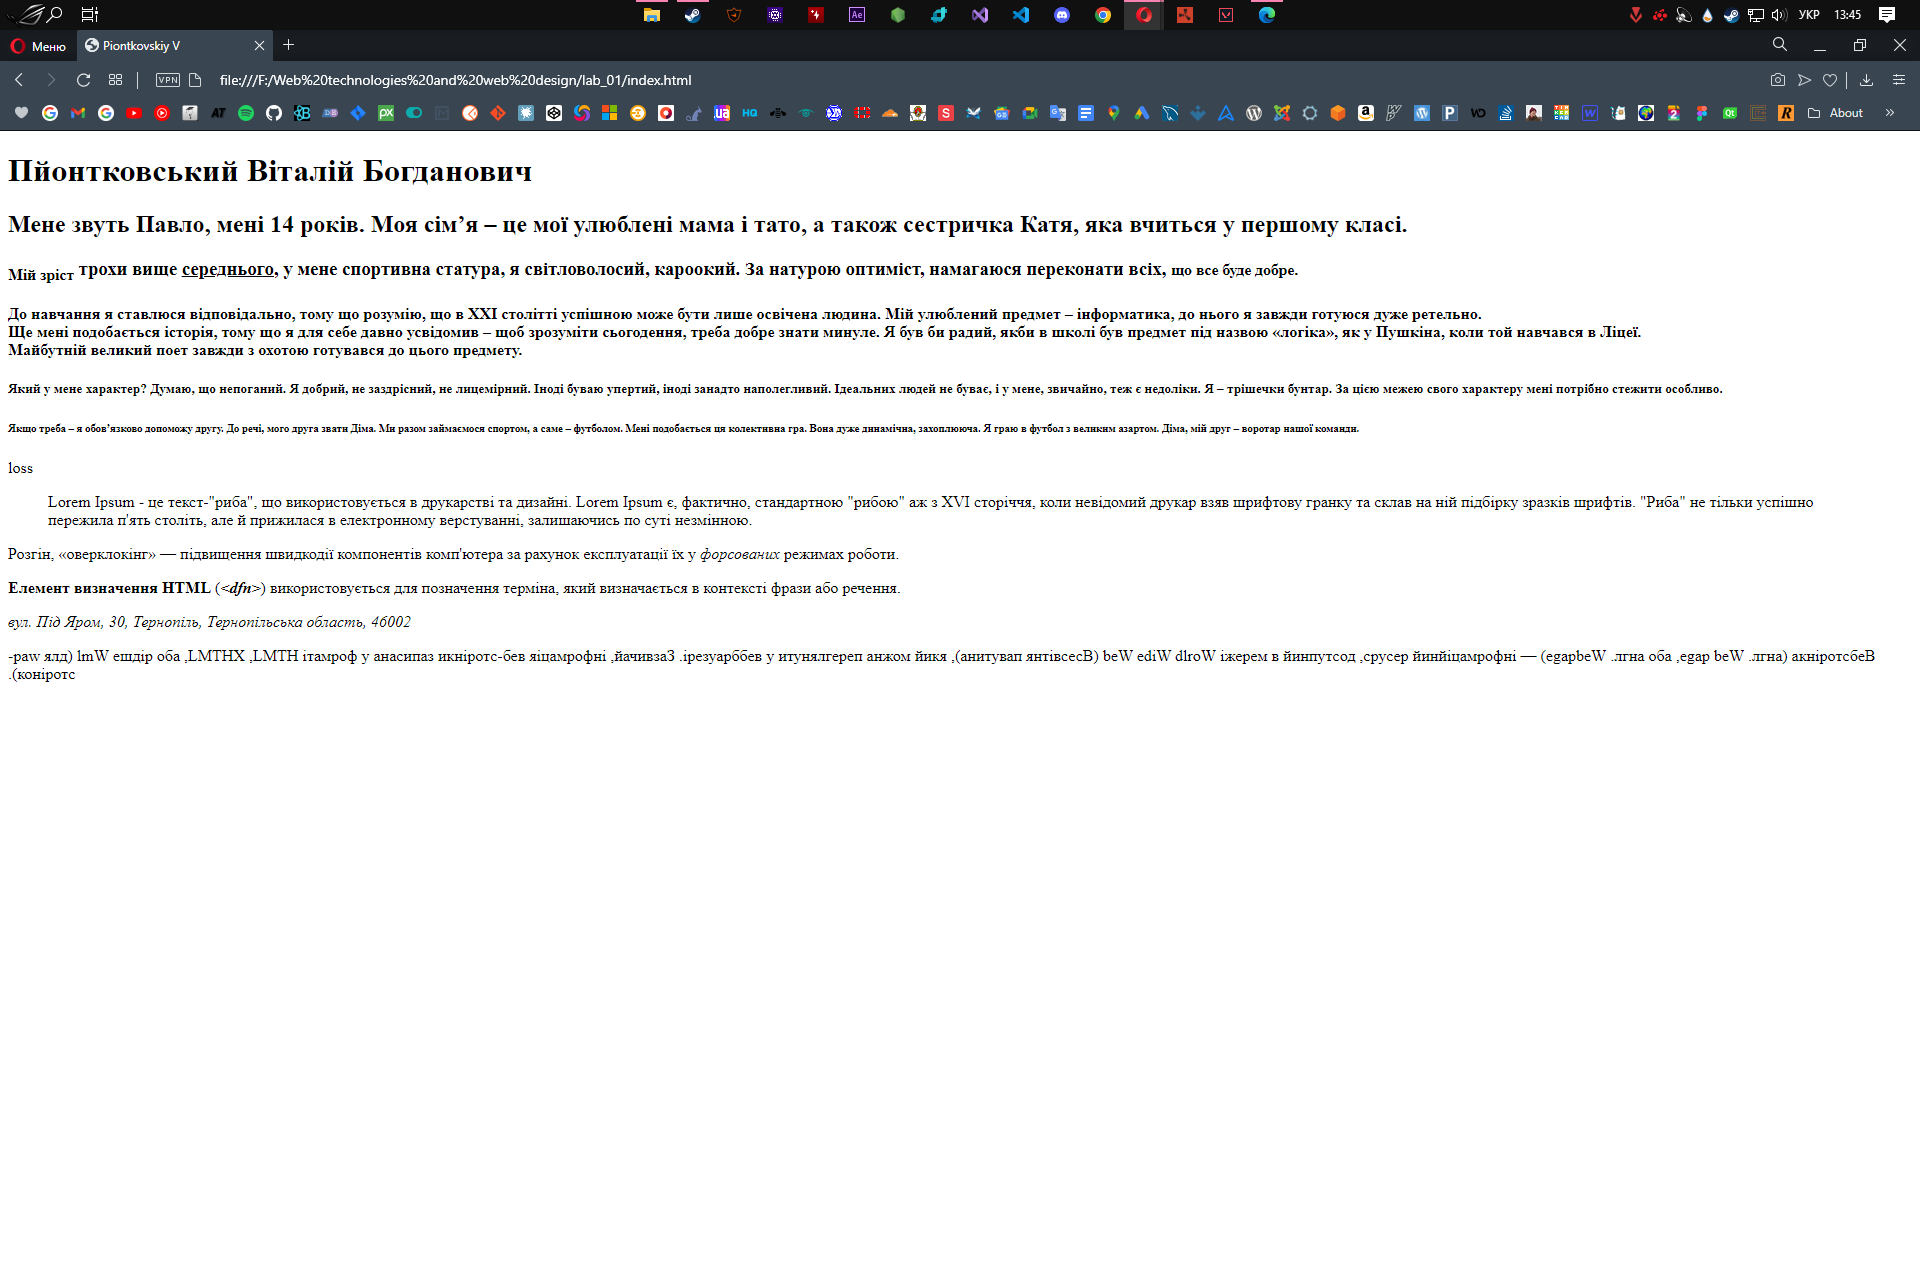 УКР 13:45
Меню Piontkovskiy V
VPN file:///F:/Web%20technologies%20and%20web%20design/lab_01/index.html
About
Пйонтковський Віталій Богданович
Мене звуть Павло, мені 14 років. Моя сім’я – це мої улюблені мама і тато, а також сестричка Катя, яка вчиться у першому класі.
Мій зріст трохи вище середнього, у мене спортивна статура, я світловолосий, кароокий. За натурою оптиміст, намагаюся переконати всіх, що все буде добре.
До навчання я ставлюся відповідально, тому що розумію, що в XXI столітті успішною може бути лише освічена людина. Мій улюблений предмет – інформатика, до нього я завжди готуюся дуже ретельно.
Ще мені подобається історія, тому що я для себе давно усвідомив – щоб зрозуміти сьогодення, треба добре знати минуле. Я був би радий, якби в школі був предмет під назвою «логіка», як у Пушкіна, коли той навчався в Ліцеї.
Майбутній великий поет завжди з охотою готувався до цього предмету.
Який у мене характер? Думаю, що непоганий. Я добрий, не заздрісний, не лицемірний. Іноді буваю упертий, іноді занадто наполегливий. Ідеальних людей не буває, і у мене, звичайно, теж є недоліки. Я – трішечки бунтар. За цією межею свого характеру мені потрібно стежити особливо.
Якщо треба – я обов’язково допоможу другу. До речі, мого друга звати Діма. Ми разом займаємося спортом, а саме – футболом. Мені подобається ця колективна гра. Вона дуже динамічна, захоплююча. Я граю в футбол з великим азартом. Діма, мій друг – воротар нашої команди.
loss
Lorem Ipsum - це текст-"риба", що використовується в друкарстві та дизайні. Lorem Ipsum є, фактично, стандартною "рибою" аж з XVI сторіччя, коли невідомий друкар взяв шрифтову гранку та склав на ній підбірку зразків шрифтів. "Риба" не тільки успішно
пережила п'ять століть, але й прижилася в електронному верстуванні, залишаючись по суті незмінною.
Розгін, «оверклокінг» — підвищення швидкодії компонентів комп'ютера за рахунок експлуатації їх у форсованих режимах роботи.
Елемент визначення HTML (<dfn>) використовується для позначення терміна, який визначається в контексті фрази або речення.
вул. Під Яром, 30, Тернопіль, Тернопільська область, 46002
-paw ялд) lmW ешдір оба ,LMTHX ,LMTH ітамроф у анасипаз икніротс-бев яіцамрофні ,йачивзаЗ .ірезуарббев у итунялгереп анжом йикя ,(анитувап янтівсесВ) beW ediW dlroW іжерем в йинпутсод ,срусер йинйіцамрофні — (egapbeW .лгна оба ,egap beW .лгна) акніротсбеВ
.(коніротс